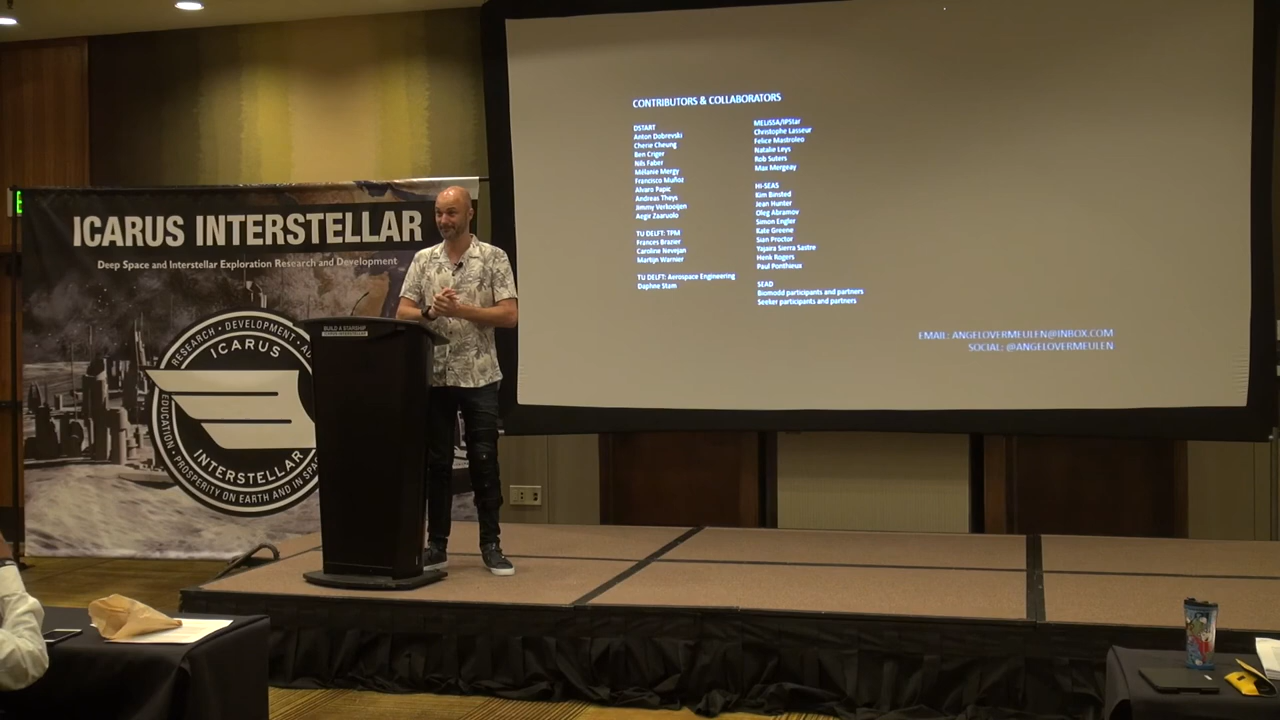 ICARUS INTERSTELLAR
Deep Space and Interstellar Exploration Research and Development
RESEARCH • DEVELOPMENT •
ICARUS
INTERSTELLAR
EDUCATION • PROSPERITY ON EARTH AND IN
BUILD A STARSHIP
CONTRIBUTORS & COLLABORATORS
DSTART
Anton Dobrevski
Cherie Cheung
Ben Criger
Nils Faber
Mélanie Mergy
Francisco Muñoz
Alvaro Papic
Andreas Theys
Jimmy Verkooijen
Aegir Zaaruolo
TU DELFT: TPM
Frances Brazier
Caroline Nevejan
Martijn Warnier
TU DELFT: Aerospace Engineering
Daphne Stam
MELiSSA/IPStar
Christophe Lasseur
Felice Mastroleo
Natalie Leys
Rob Suters
Max Mergeay
HI-SEAS
Kim Binsted
Jean Hunter
Oleg Abramov
Simon Engler
Kate Greene
Sian Proctor
Yajaira Sierra Sastre
Henk Rogers
Paul Ponthieux
SEAD
Biomodd participants and partners
Seeker participants and partners
EMAIL: ANGELOVERMEULEN@INBOX.COM
SOCIAL: @ANGELOVERMEULEN